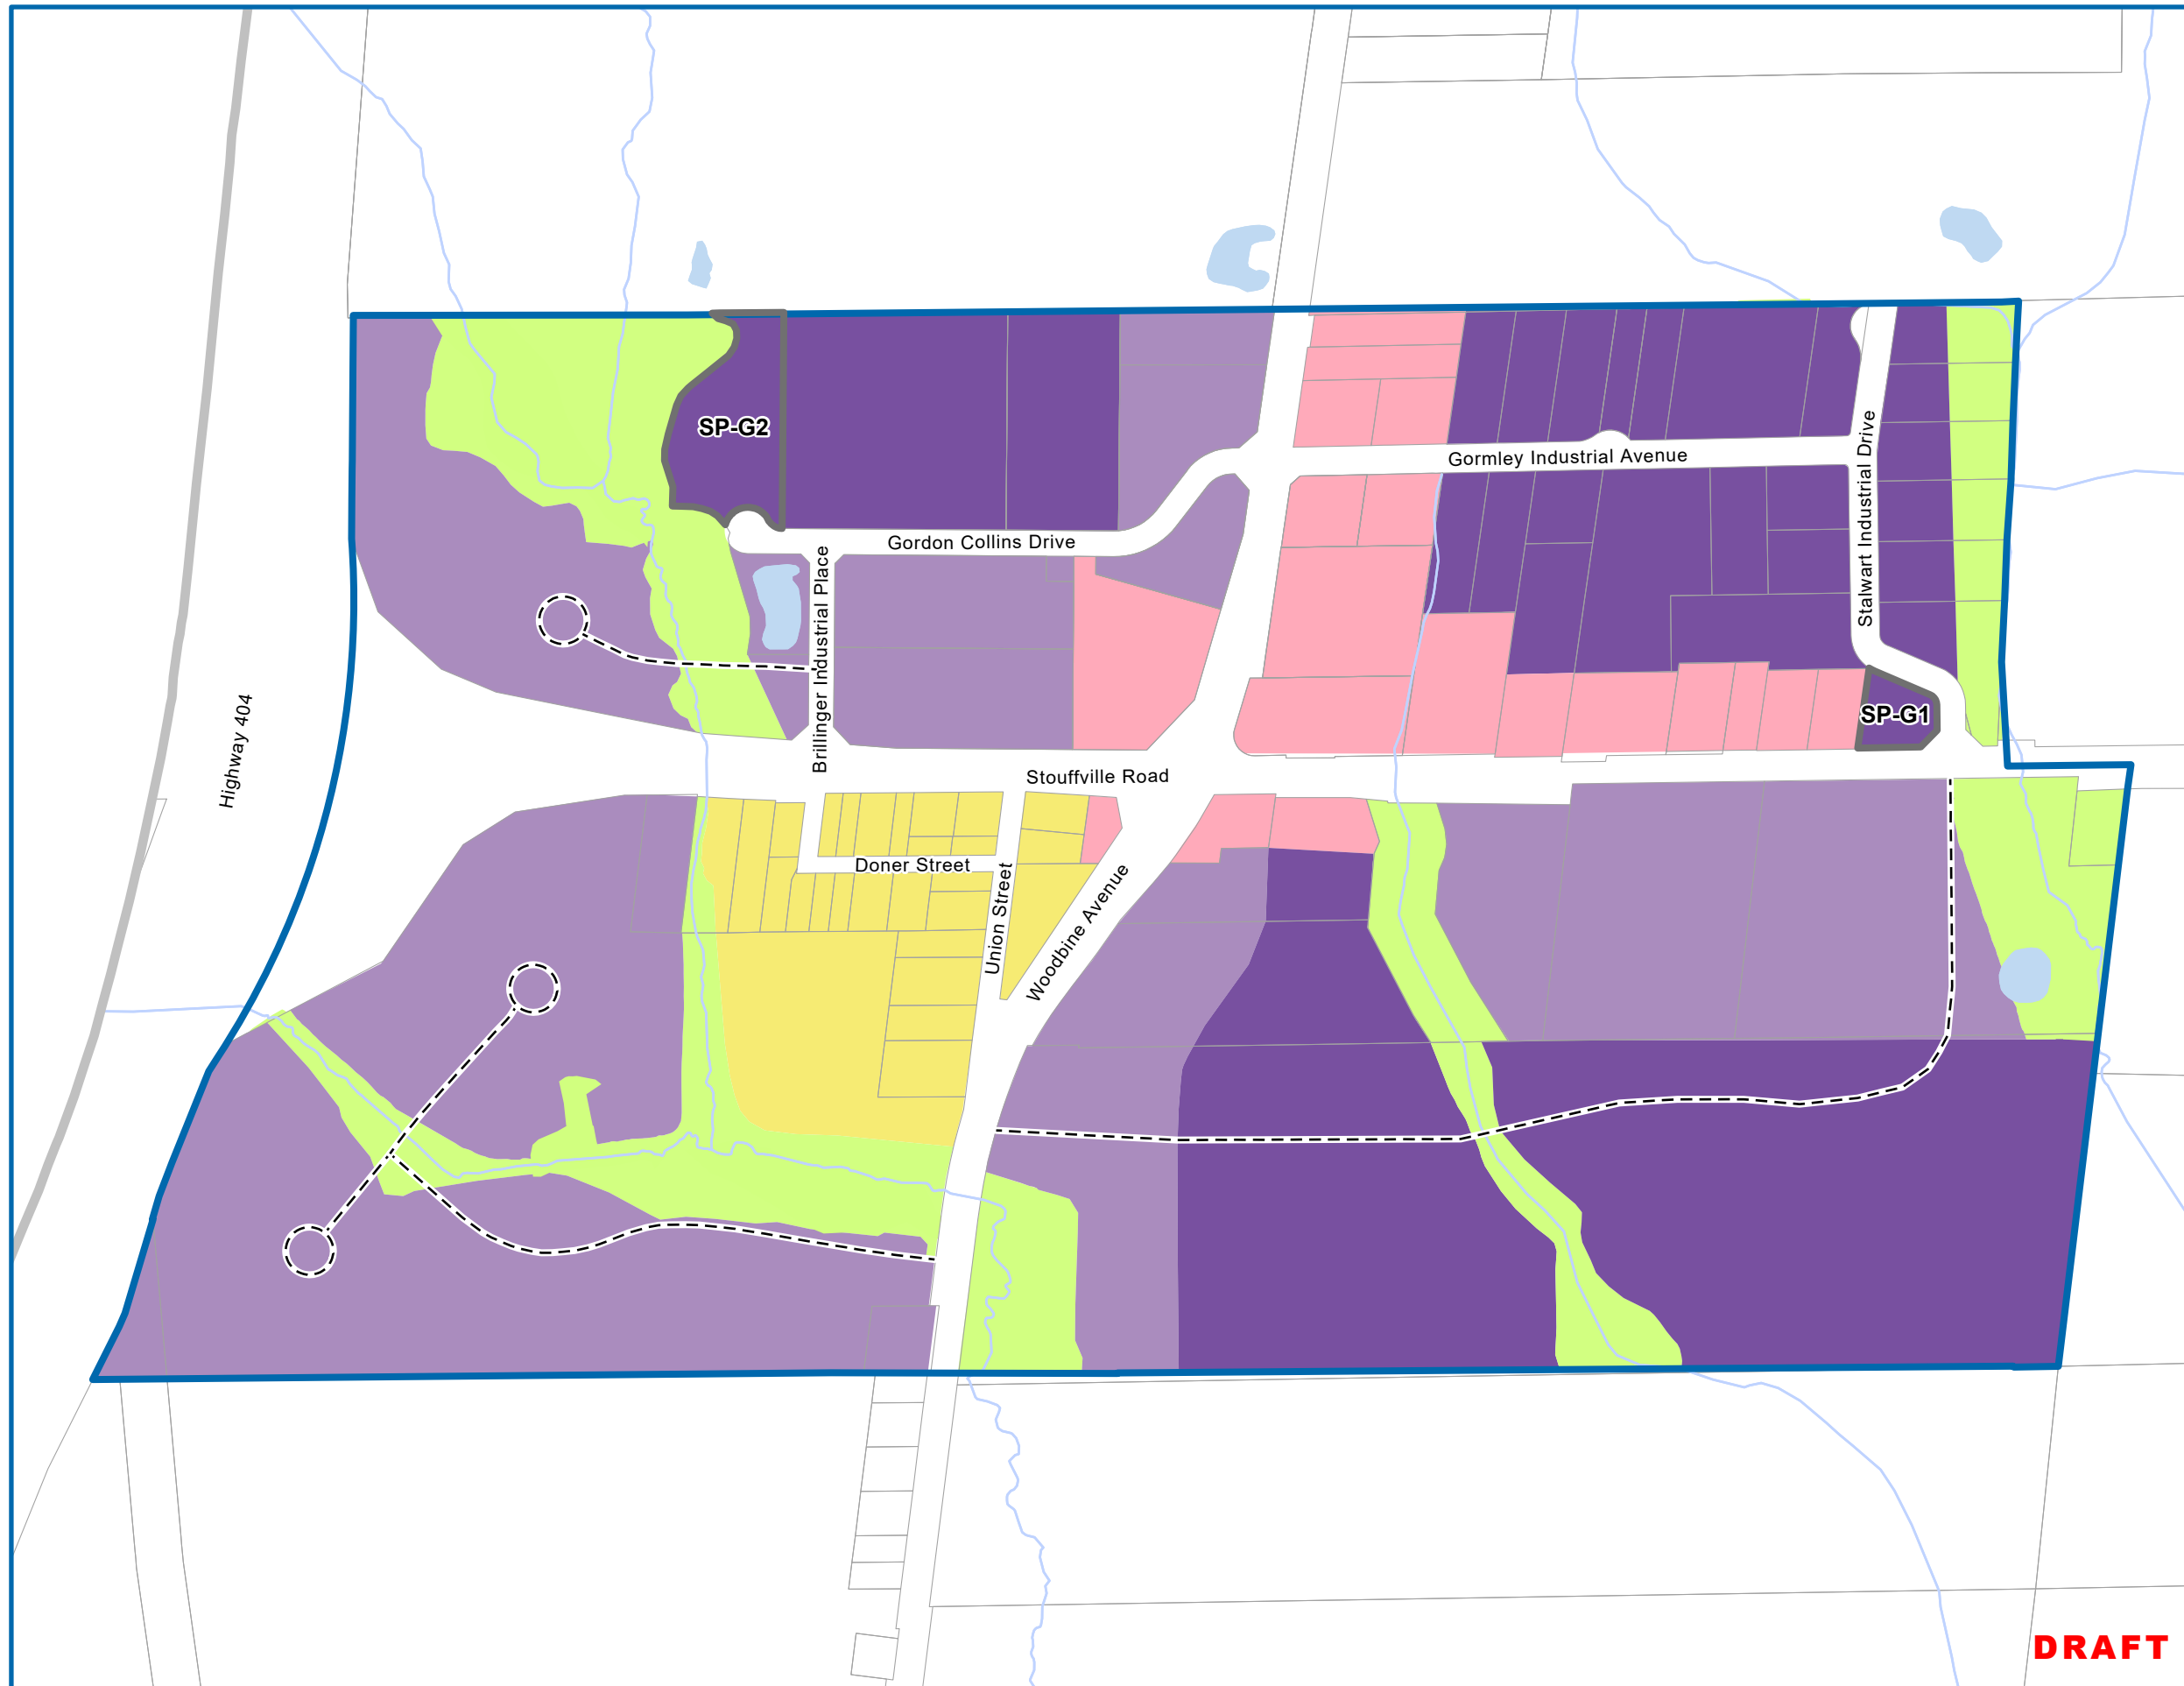 SP-G2
Gormley Industrial Avenue
Stalwart Industrial Drive
Gordon Collins Drive
Brillinger Industrial Place
SP-G1
Highway 404
Stouffville Road
Doner Street
Union Street
Woodbine Avenue
DRAFT